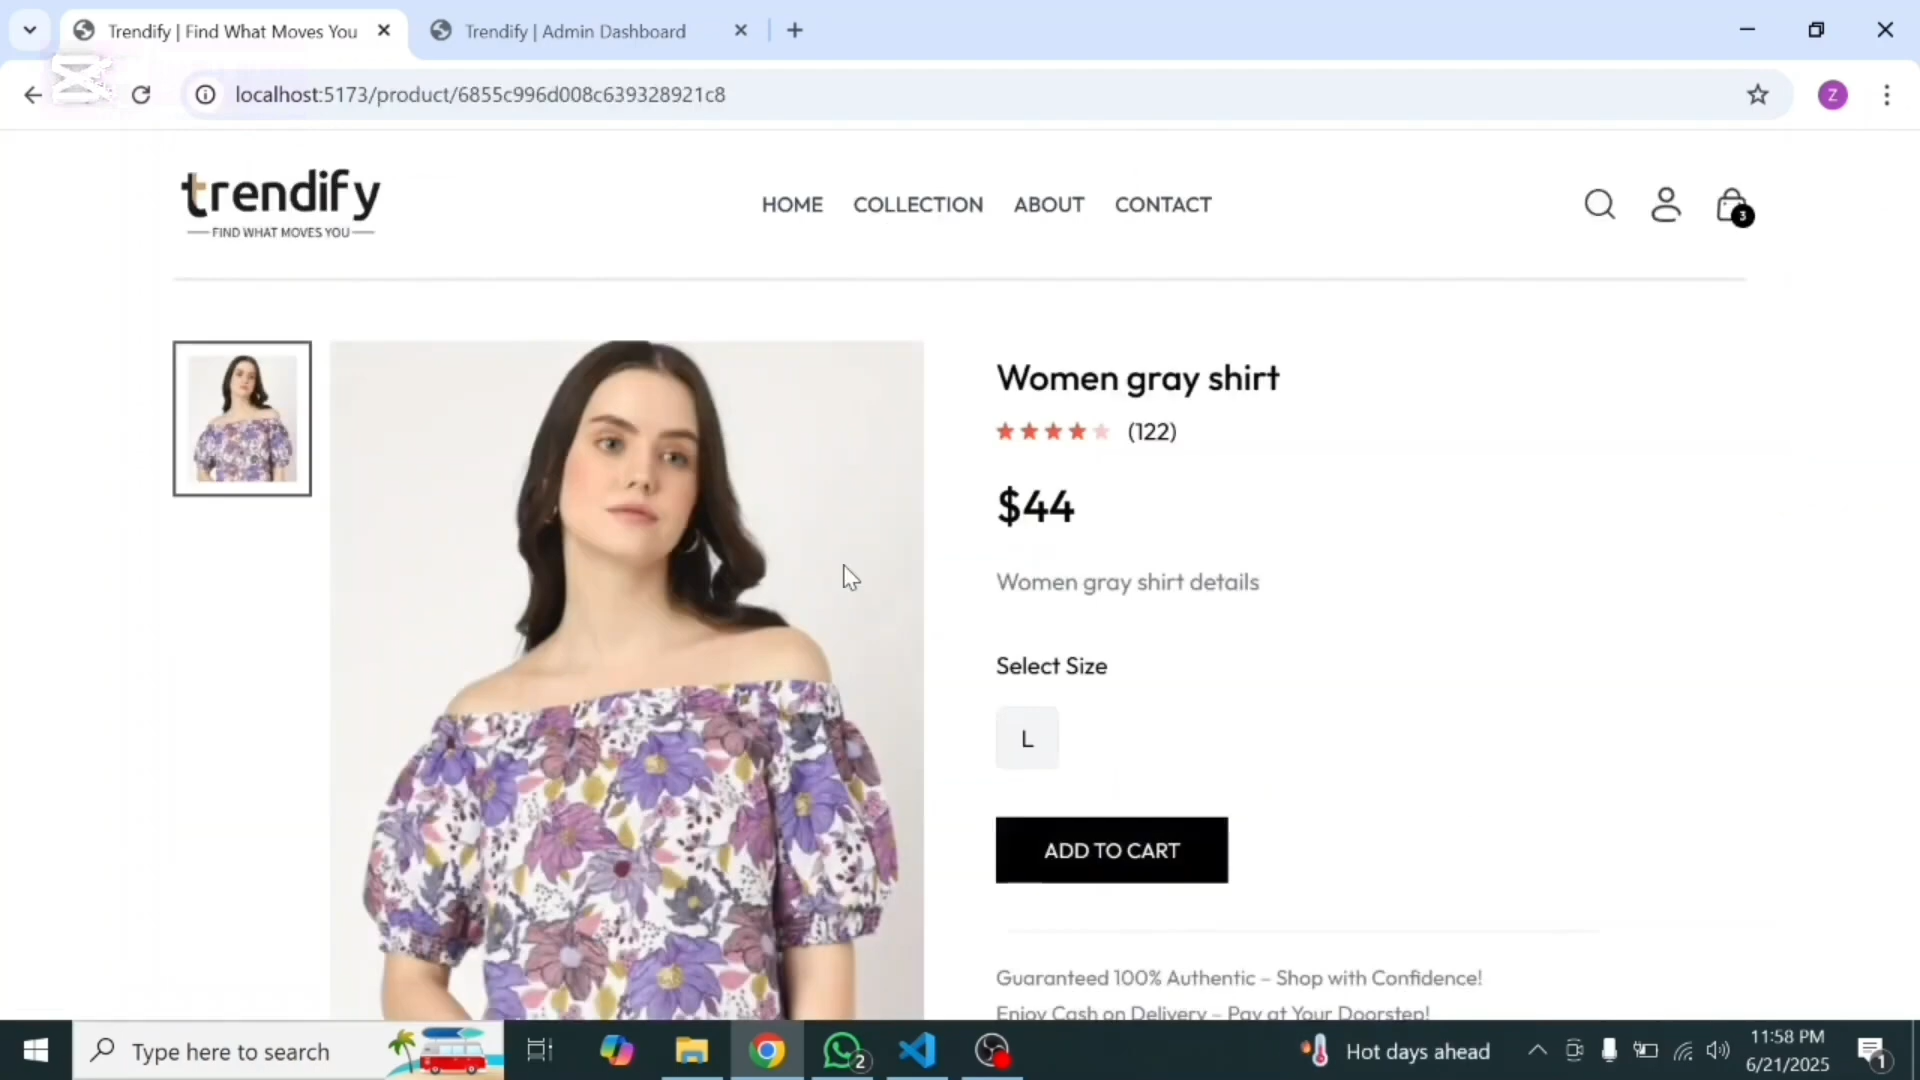 Trendify | Find What Moves You
Trendify | Admin Dashboard
localhost:5173/product/6855c996d008c639328921c8
Z
trendify
FIND WHAT MOVES YOU
HOME
COLLECTION
ABOUT
CONTACT
3
Women gray shirt
(122)
$44
Women gray shirt details
Select Size
L
ADD TO CART
Guaranteed 100% Authentic – Shop with Confidence!
Enjoy Cash on Delivery – Pay at Your Doorstep!
Type here to search
2
Hot days ahead
11:58 PM
6/21/2025
1